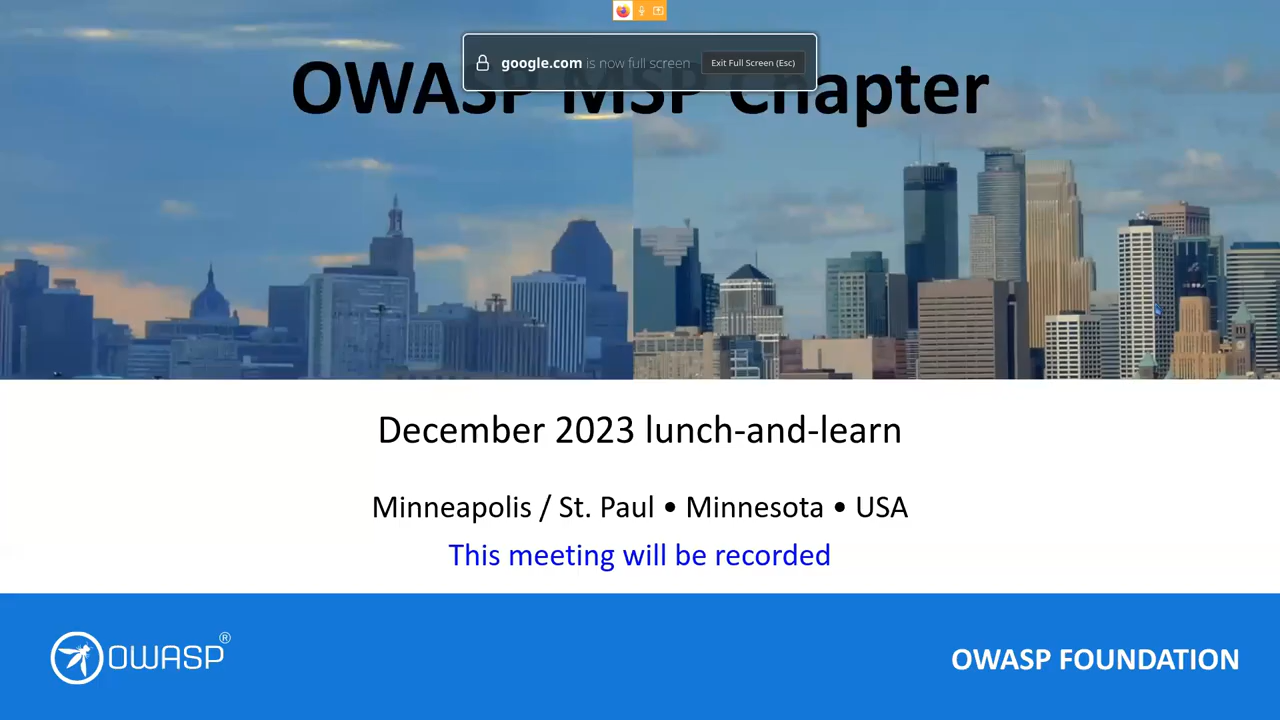 google.com is now full screen
Exit Full Screen (Esc)
OWASP MSP Chapter
December 2023 lunch-and-learn
Minneapolis / St. Paul • Minnesota • USA
This meeting will be recorded
OWASP®
OWASP FOUNDATION